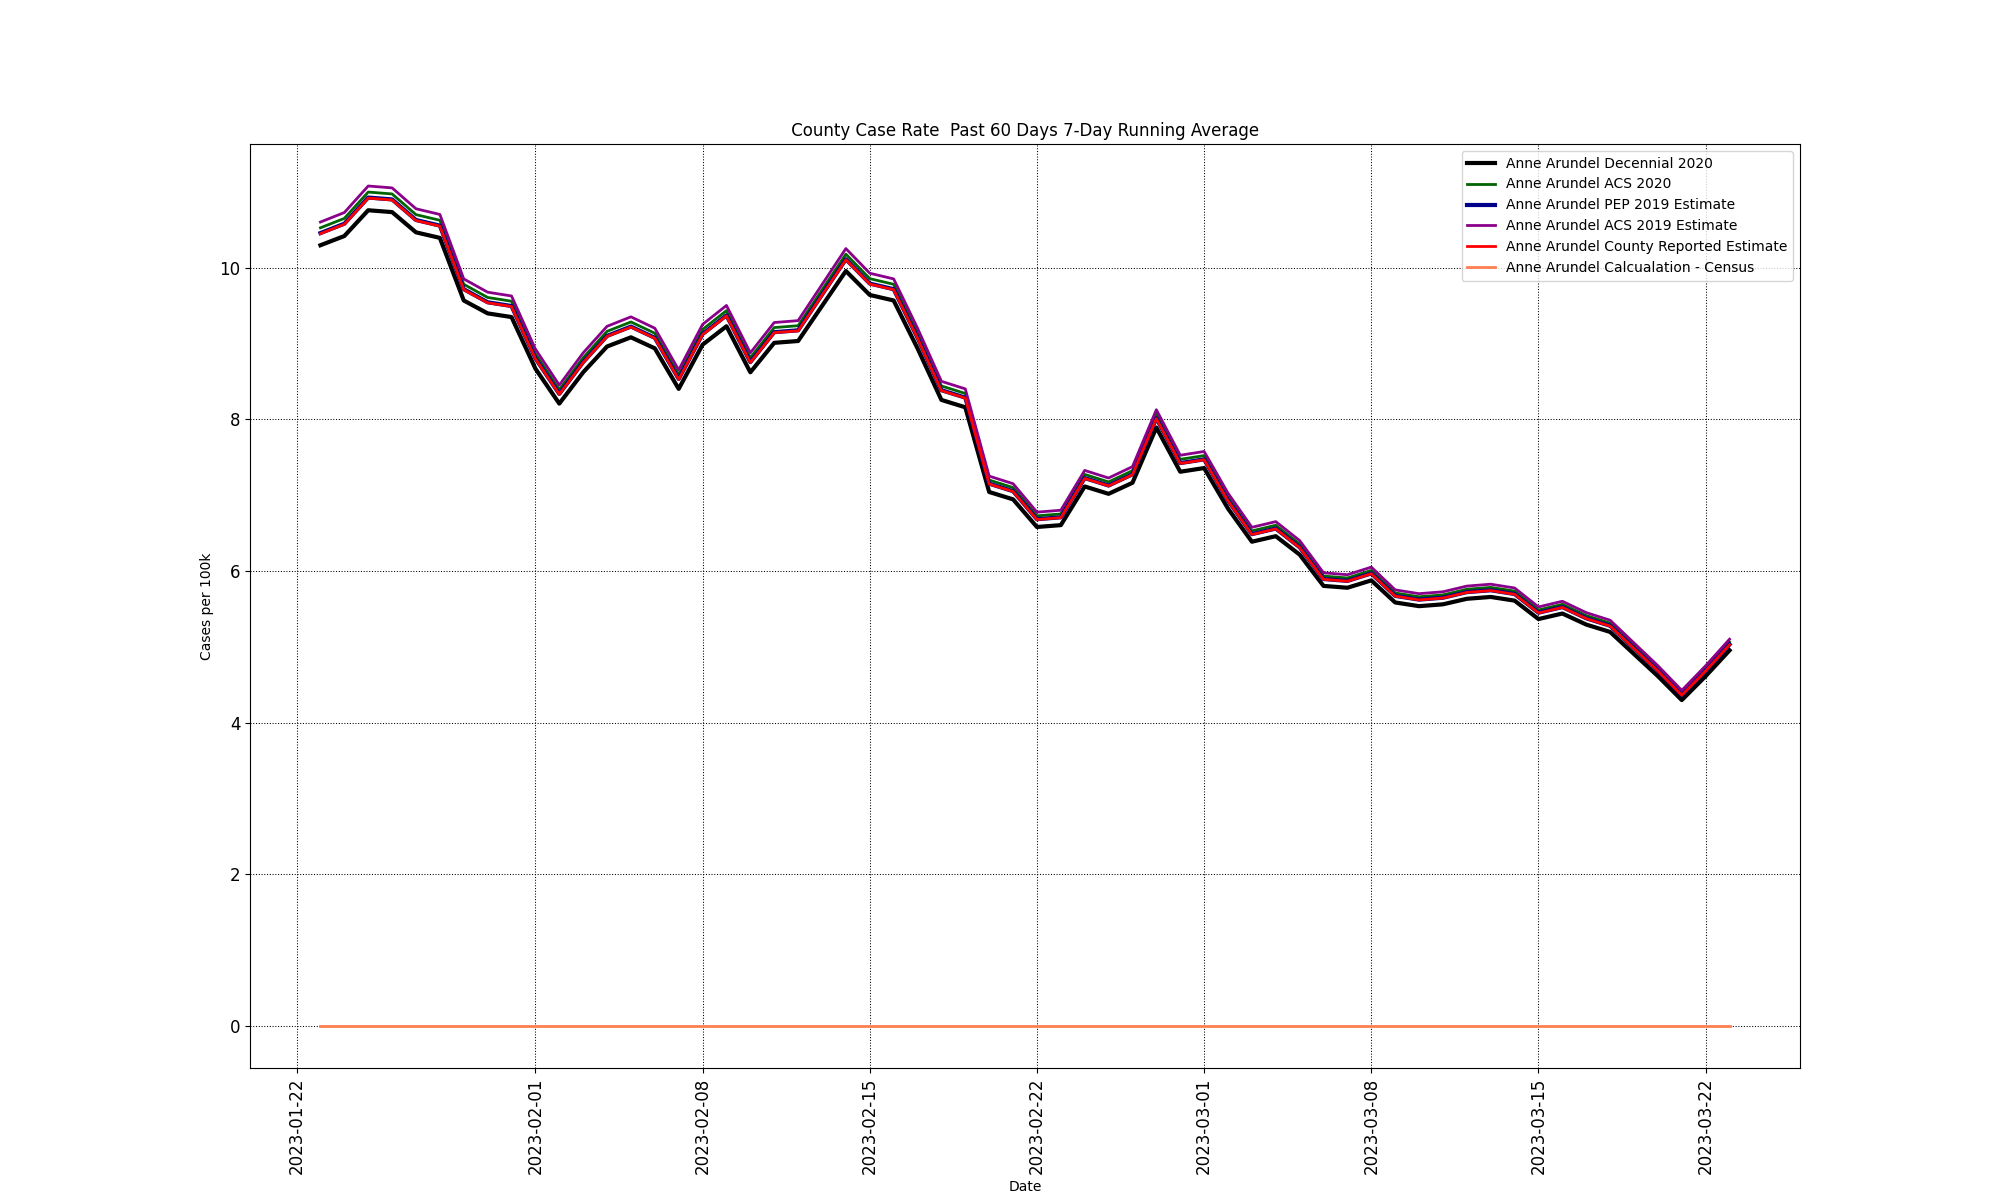 County Case Rate  Past 60 Days 7-Day Running Average
Anne Arundel Decennial 2020
Anne Arundel ACS 2020
Anne Arundel PEP 2019 Estimate
Anne Arundel ACS 2019 Estimate
Anne Arundel County Reported Estimate
Anne Arundel Calcualation - Census
Cases per 100k
10
8
6
4
2
0
2023-01-22
2023-02-01
2023-02-08
2023-02-15
2023-02-22
2023-03-01
2023-03-08
2023-03-15
2023-03-22
Date